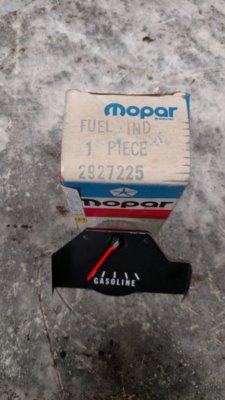 mopar
FUEL IND
1 PIECE
2927225
mopar
GASOLINE